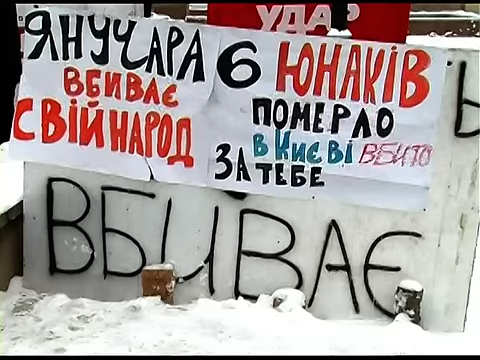 УДАР
ЯНУЧАРА
ВБИВАЄ
СВІЙ НАРОД
6 ЮНАКІВ
ПОМЕРЛО
В КИЄВІ ВБИТО
ЗА ТЕБЕ
ВБИВАЄ